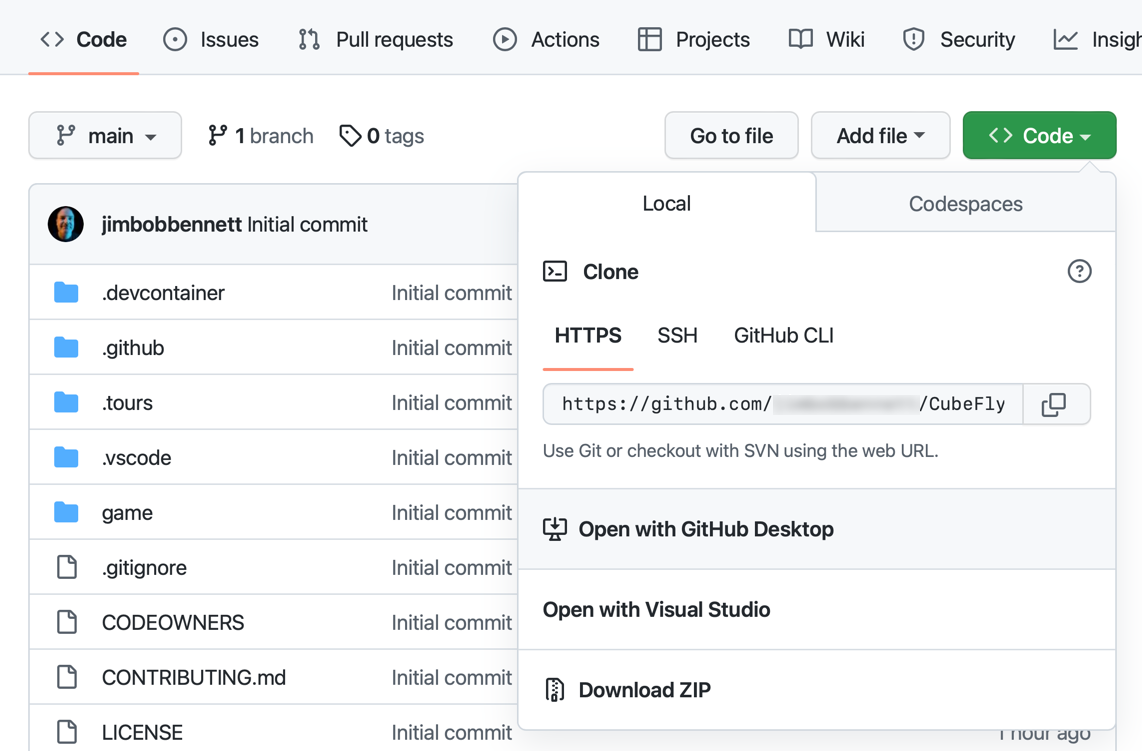 Code Issues Pull requests Actions Projects Wiki Security Insigh
main 1 branch 0 tags Go to file Add file Code
jimbobbennett Initial commit
.devcontainer Initial commit
.github Initial commit
.tours Initial commit
.vscode Initial commit
game Initial commit
.gitignore Initial commit
CODEOWNERS Initial commit
CONTRIBUTING.md Initial commit
LICENSE Initial commit 1 hour ago
Local Codespaces
Clone
HTTPS SSH GitHub CLI
https://github.com/ /CubeFly
Use Git or checkout with SVN using the web URL.
Open with GitHub Desktop
Open with Visual Studio
Download ZIP